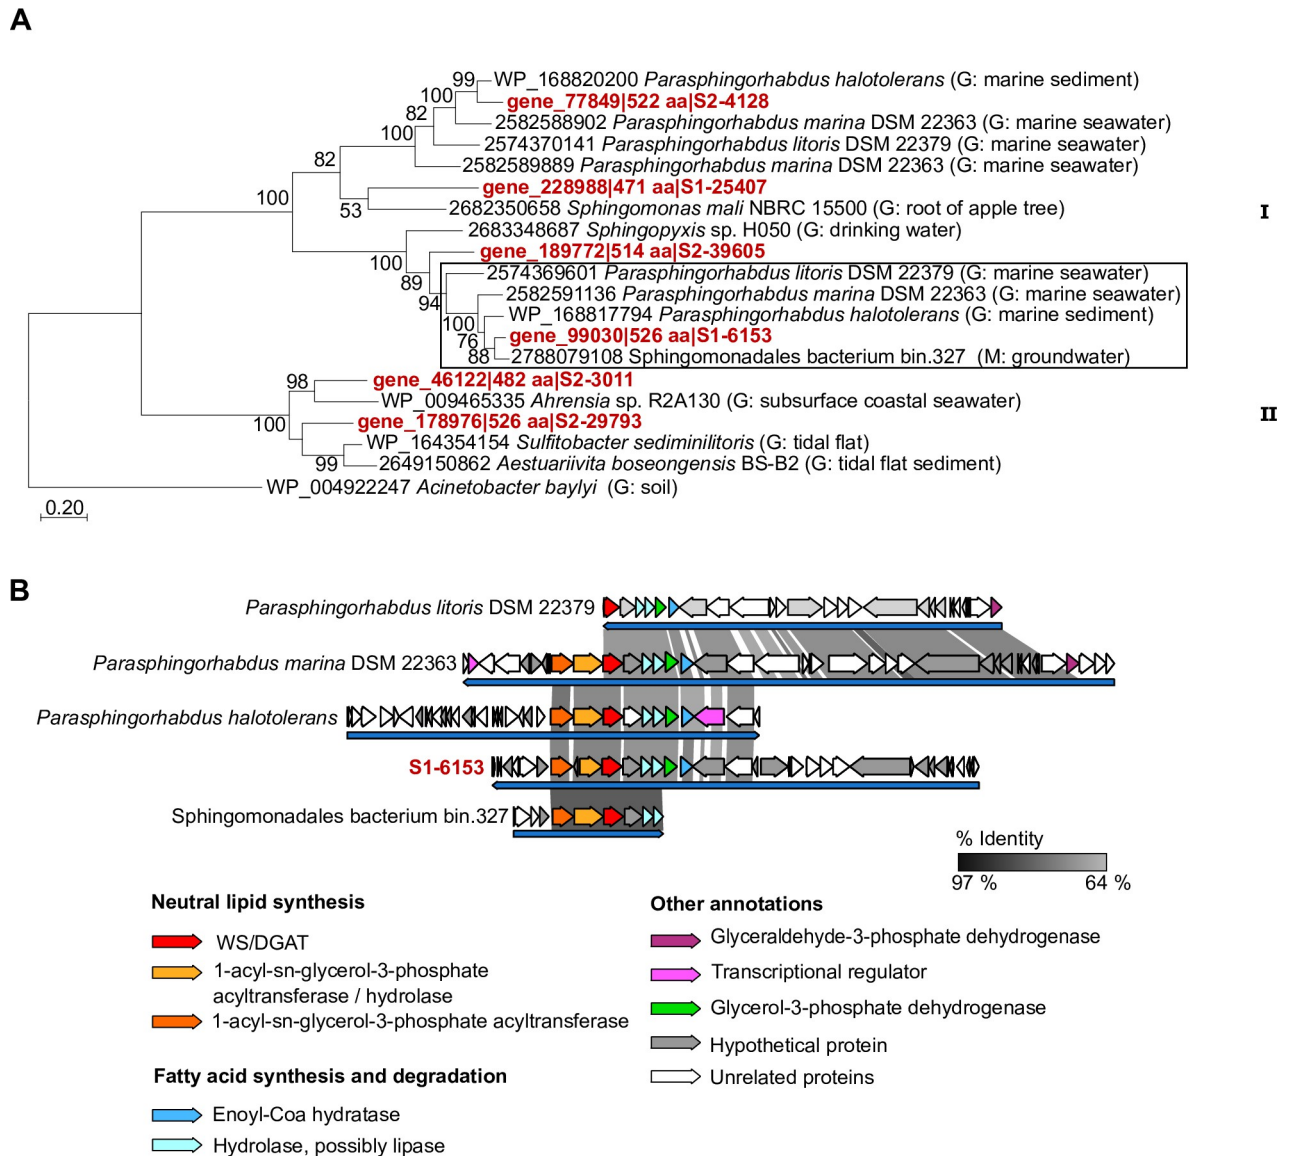 A
99 WP_168820200 Parasphingorhabdus halotolerans (G: marine sediment)
100 gene_77849|522 aa|S2-4128
82 2582588902 Parasphingorhabdus marina DSM 22363 (G: marine seawater)
100 2574370141 Parasphingorhabdus litoris DSM 22379 (G: marine seawater)
82 2582589889 Parasphingorhabdus marina DSM 22363 (G: marine seawater)
100 gene_228988|471 aa|S1-25407
53 2682350658 Sphingomonas mali NBRC 15500 (G: root of apple tree)
I
2683348687 Sphingopyxis sp. H050 (G: drinking water)
100 gene_189772|514 aa|S2-39605
89 2574369601 Parasphingorhabdus litoris DSM 22379 (G: marine seawater)
94 2582591136 Parasphingorhabdus marina DSM 22363 (G: marine seawater)
100 WP_168817794 Parasphingorhabdus halotolerans (G: marine sediment)
76 gene_99030|526 aa|S1-6153
88 2788079108 Sphingomonadales bacterium bin.327 (M: groundwater)
98 gene_46122|482 aa|S2-3011
WP_009465335 Ahrensia sp. R2A130 (G: subsurface coastal seawater)
II
100 gene_178976|526 aa|S2-29793
WP_164354154 Sulfitobacter sediminilitoris (G: tidal flat)
99 2649150862 Aestuariivita boseongensis BS-B2 (G: tidal flat sediment)
WP_004922247 Acinetobacter baylyi (G: soil)
0.20
B
Parasphingorhabdus litoris DSM 22379
Parasphingorhabdus marina DSM 22363
Parasphingorhabdus halotolerans
S1-6153
Sphingomonadales bacterium bin.327
% Identity
97 % 64 %
Neutral lipid synthesis
WS/DGAT
1-acyl-sn-glycerol-3-phosphate
acyltransferase / hydrolase
1-acyl-sn-glycerol-3-phosphate acyltransferase
Fatty acid synthesis and degradation
Enoyl-Coa hydratase
Hydrolase, possibly lipase
Other annotations
Glyceraldehyde-3-phosphate dehydrogenase
Transcriptional regulator
Glycerol-3-phosphate dehydrogenase
Hypothetical protein
Unrelated proteins